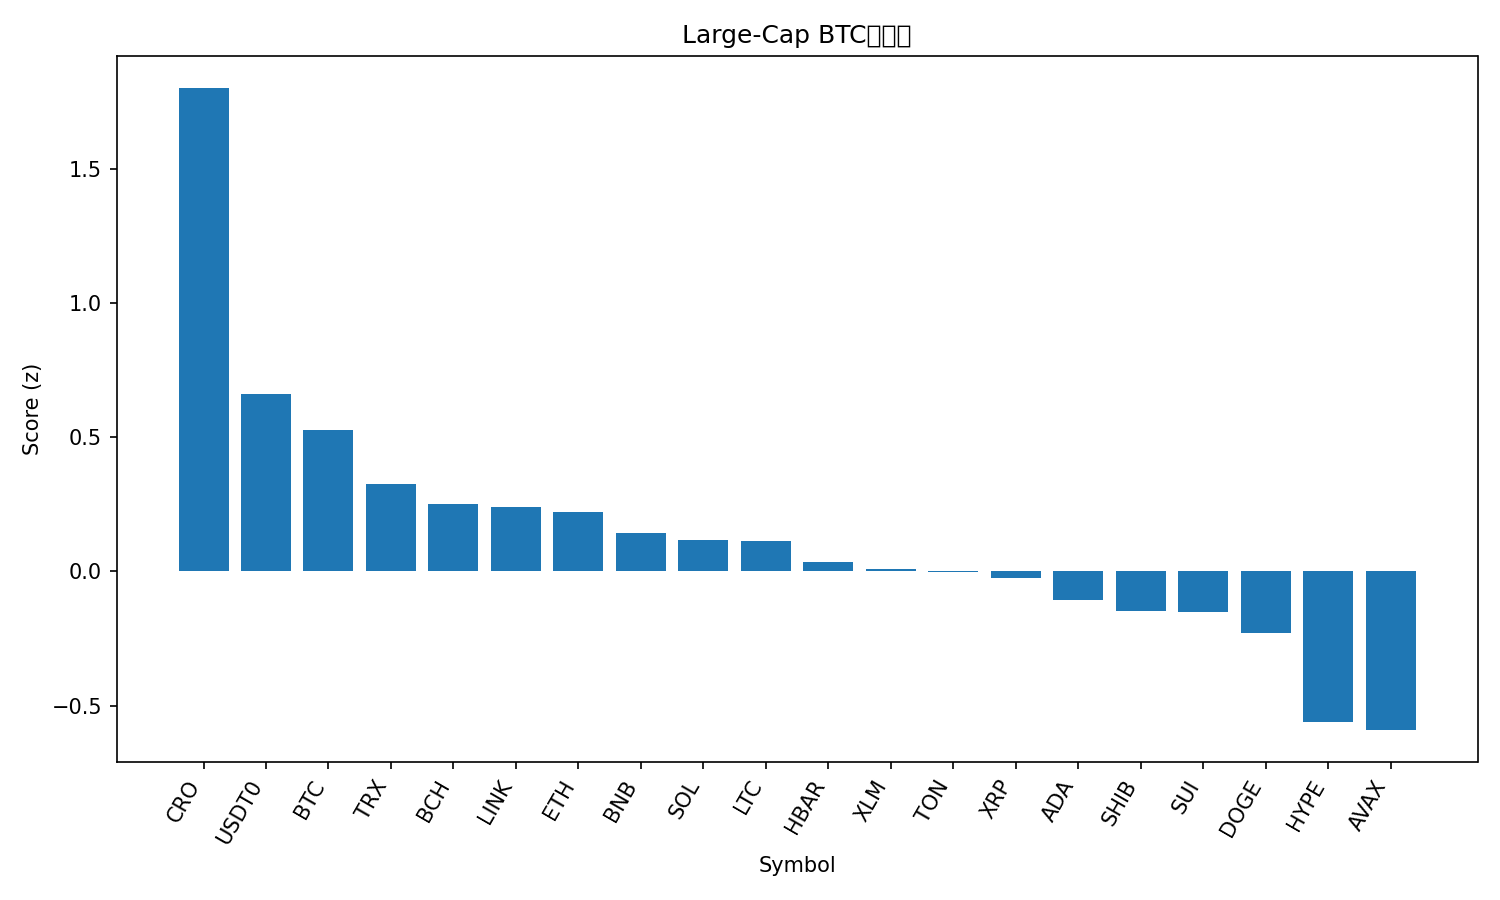 Large-Cap BTC
Score (z)
1.5
1.0
0.5
0.0
−0.5
CRO
USDT0
BTC
TRX
BCH
LINK
ETH
BNB
SOL
LTC
HBAR
XLM
TON
XRP
ADA
SHIB
SUI
DOGE
HYPE
AVAX
Symbol